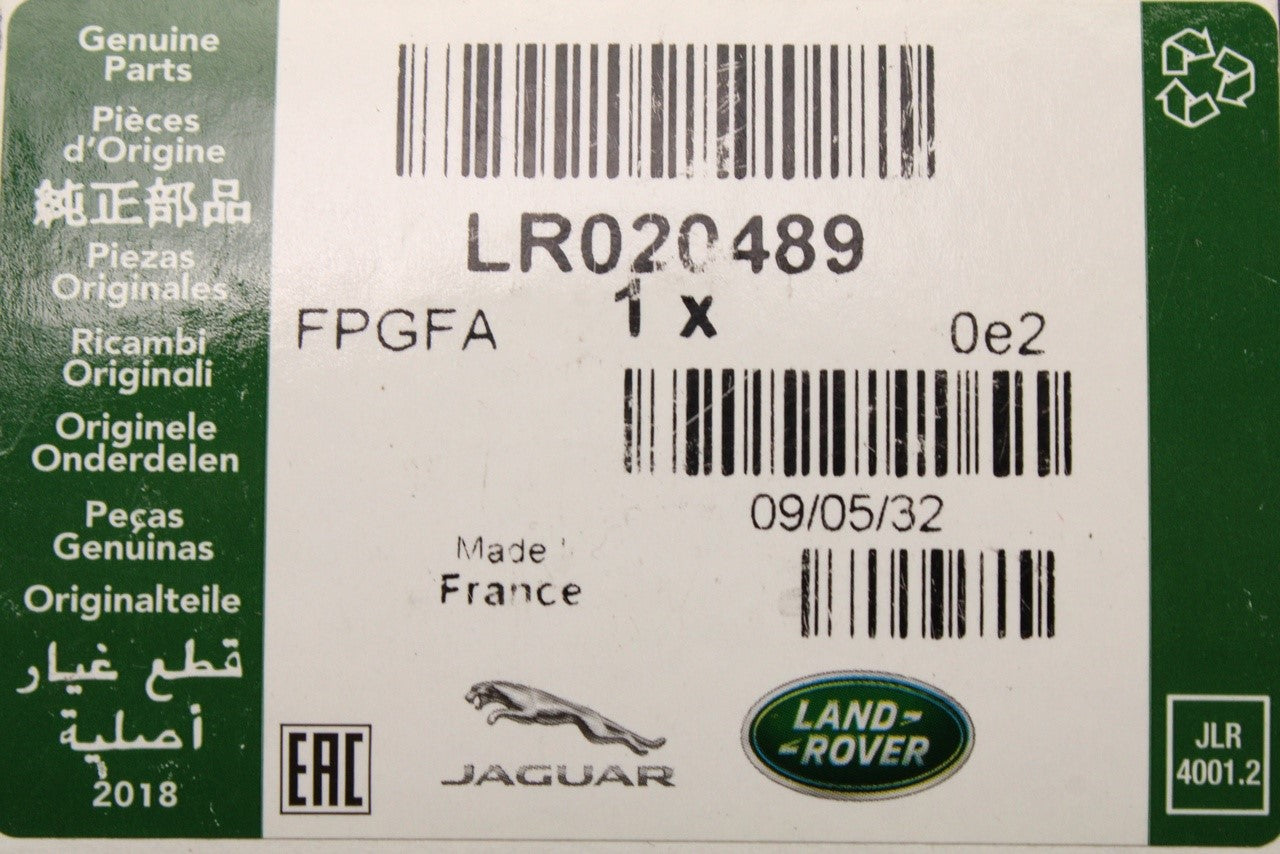 Genuine
Parts
Pièces
d'Origine
純正部品
Piezas
Originales
Ricambi
Originali
Originele
Onderdelen
Peças
Genuinas
Originalteile
قطع غيار
أصلية
2018
LR020489
1 x
FPGFA
0e2
09/05/32
Made
France
EAC
JAGUAR
LAND-
-ROVER
JLR
4001.2